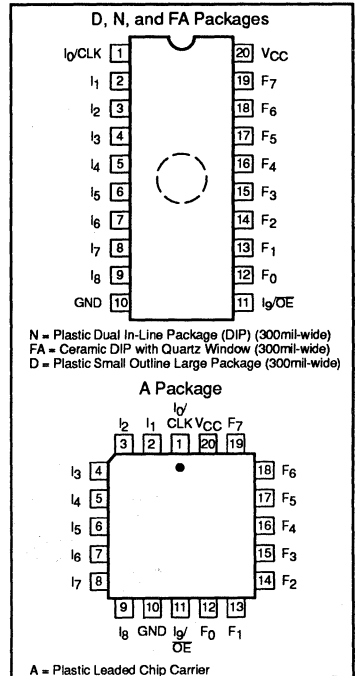 D, N, and FA Packages
I0/CLK 1 20 VCC
I1 2 19 F7
I2 3 18 F6
I3 4 17 F5
I4 5 16 F4
I5 6 15 F3
I6 7 14 F2
I7 8 13 F1
I8 9 12 F0
GND 10 11 I9/O̅E̅
N = Plastic Dual In-Line Package (DIP) (300mil-wide)
FA = Ceramic DIP with Quartz Window (300mil-wide)
D = Plastic Small Outline Large Package (300mil-wide)
A Package
I0/
I2 I1 CLK VCC F7
3 2 1 20 19
I3 4 18 F6
I4 5 17 F5
I5 6 16 F4
I6 7 15 F3
I7 8 14 F2
9 10 11 12 13
I8 GND I9/ F0 F1
O̅E̅
A = Plastic Leaded Chip Carrier